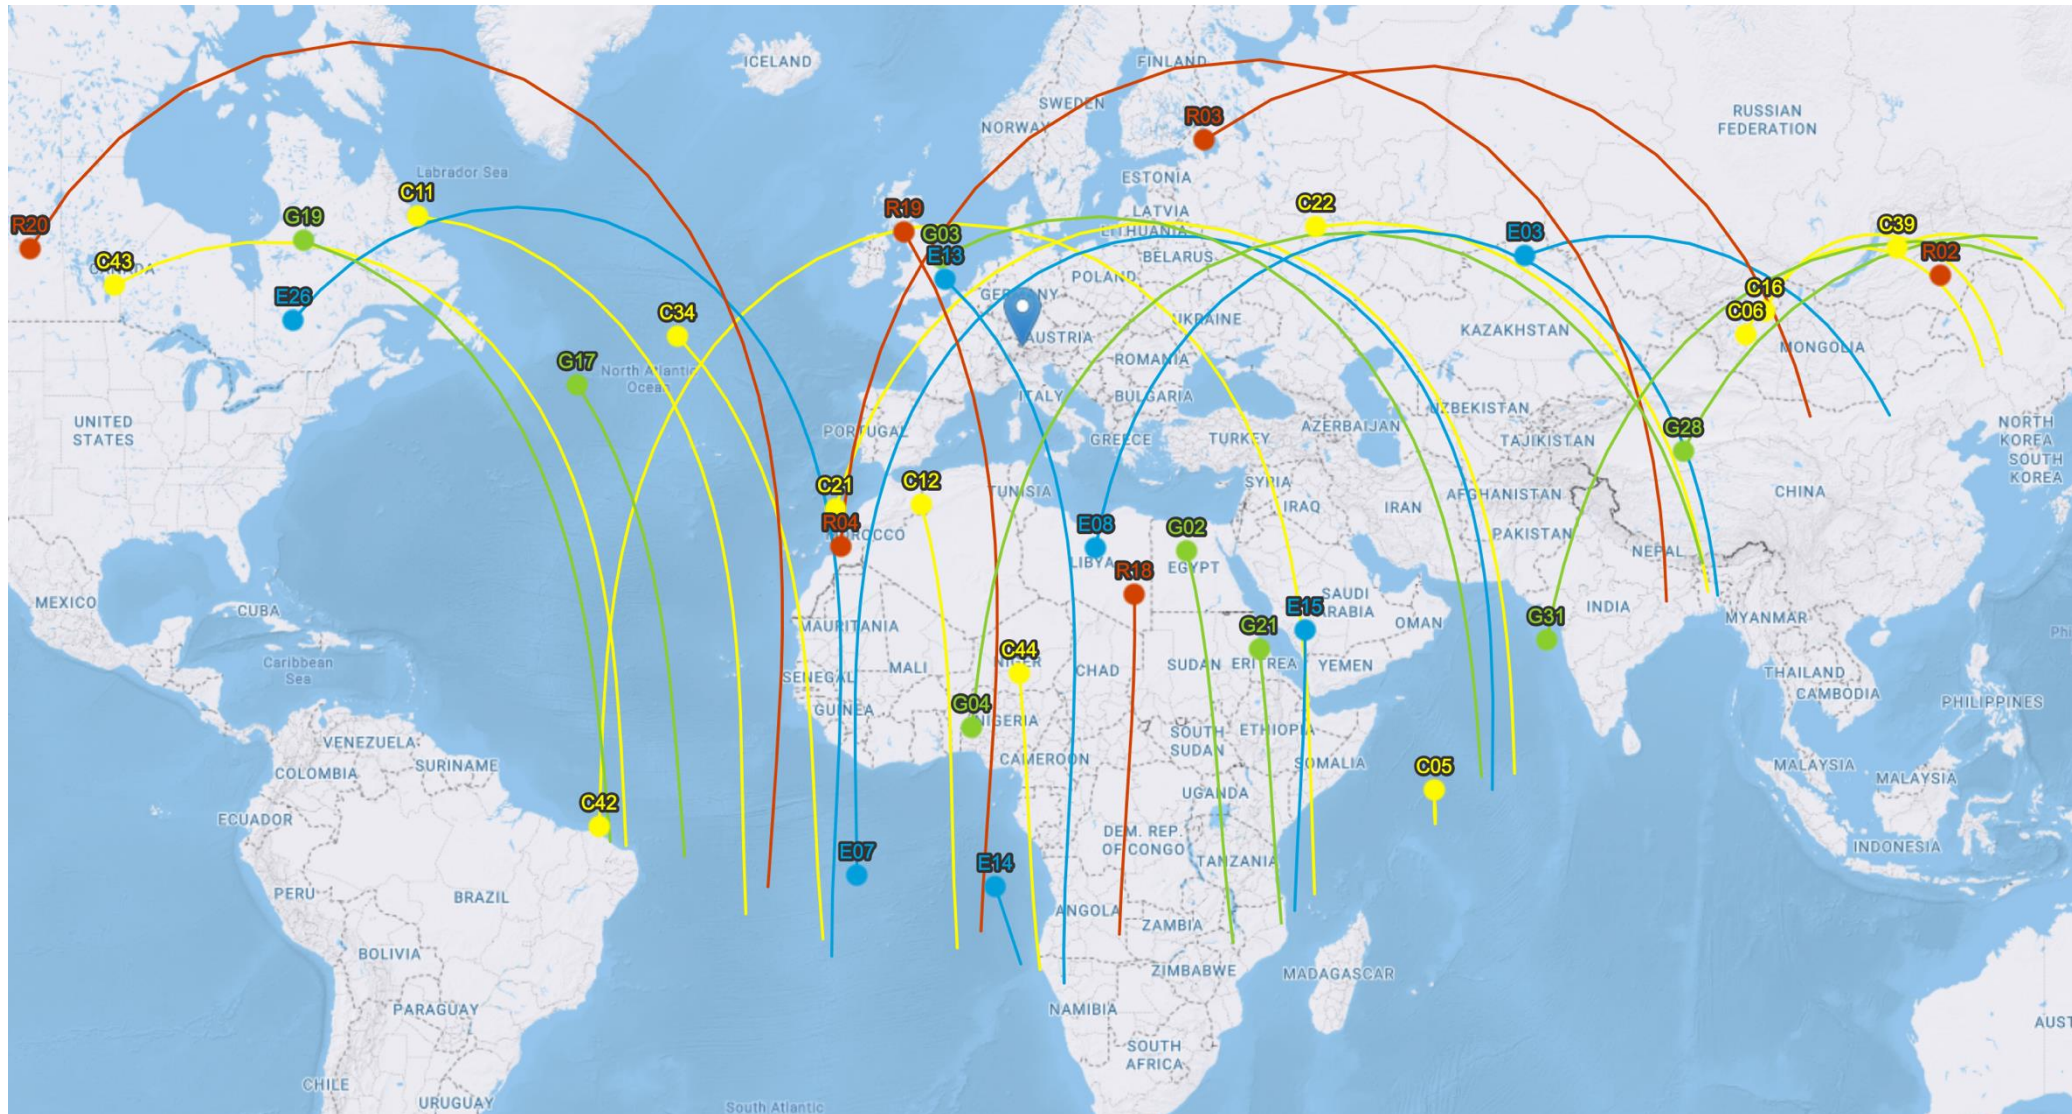 ICELAND
FINLAND
SWEDEN
R03
RUSSIAN
FEDERATION
NORWAY
Labrador Sea
ESTONIA
C11
R20
G19
R19
C22
LATVIA
C39
G03
LITHUANIA
E03
C43
CANADA
E13
BELARUS
R02
POLAND
E26
GERMANY
C16
C34
C06
UKRAINE
KAZAKHSTAN
AUSTRIA
MONGOLIA
G17
North Atlantic
Ocean
ROMANIA
ITALY
BULGARIA
UNITED
STATES
UZBEKISTAN
NORTH
KOREA
SOUTH
KOREA
PORTUGAL
GREECE
TURKEY
AZERBAIJAN
TAJIKISTAN
G28
C21
C12
TUNISIA
SYRIA
IRAQ
IRAN
AFGHANISTAN
CHINA
R04
MOROCCO
E08
G02
PAKISTAN
NEPAL
LIBYA
EGYPT
R18
MEXICO
CUBA
SAUDI
ARABIA
E15
INDIA
MYANMAR
G31
MAURITANIA
G21
OMAN
Phi
Caribbean
Sea
SENEGAL
MALI
C44
NIGER
CHAD
SUDAN
ERITREA
YEMEN
THAILAND
CAMBODIA
GUINEA
G04
NIGERIA
PHILIPPINES
VENEZUELA
SURINAME
COLOMBIA
CAMEROON
SOUTH
SUDAN
ETHIOPIA
SOMALIA
C05
MALAYSIA
MALAYSIA
C42
ECUADOR
UGANDA
DEM. REP.
OF CONGO
E07
E14
TANZANIA
INDONESIA
PERU
BRAZIL
ANGOLA
ZAMBIA
BOLIVIA
ZIMBABWE
MADAGASCAR
PARAGUAY
NAMIBIA
AUST
SOUTH
AFRICA
CHILE
URUGUAY
South Atlantic